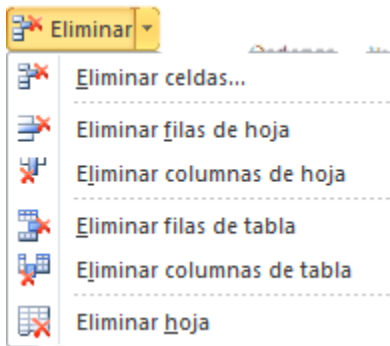 Eliminar
Eliminar celdas...
Eliminar filas de hoja
Eliminar columnas de hoja
Eliminar filas de tabla
Eliminar columnas de tabla
Eliminar hoja